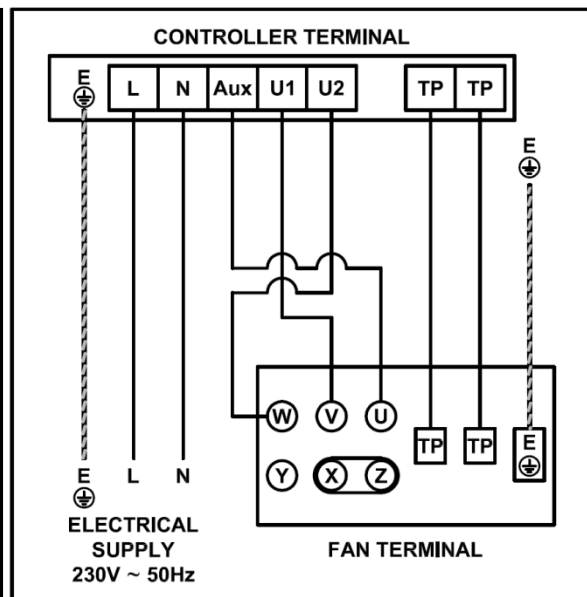 CONTROLLER TERMINAL
E L N Aux U1 U2 TP TP
E
W V U
TP TP E
Y X Z
E L N
ELECTRICAL
SUPPLY
230V ~ 50Hz
FAN TERMINAL